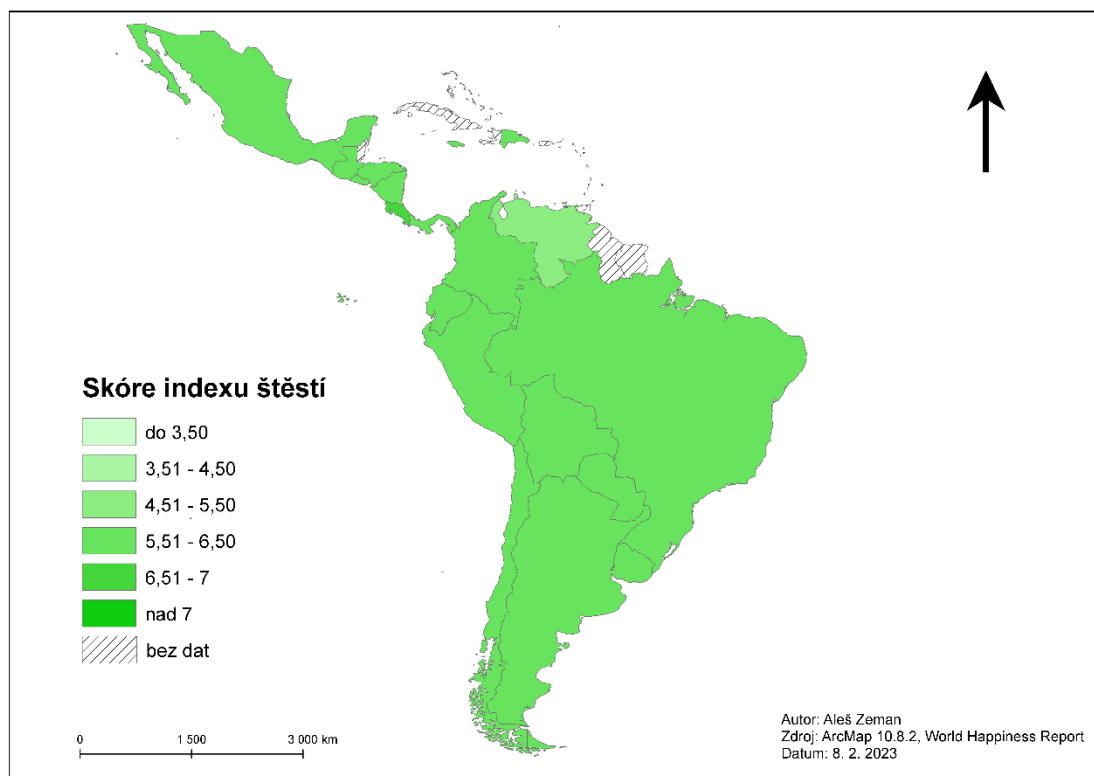 Skóre indexu štěstí
do 3,50
3,51 - 4,50
4,51 - 5,50
5,51 - 6,50
6,51 - 7
nad 7
bez dat
0 1 500 3 000 km
Autor: Aleš Zeman
Zdroj: ArcMap 10.8.2, World Happiness Report
Datum: 8. 2. 2023